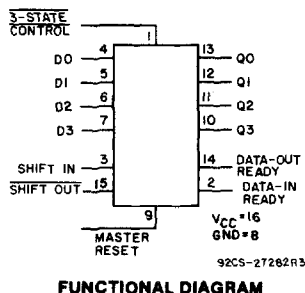 3-STATE
CONTROL
1
4 13
D0 Q0
5 12
D1 Q1
6 11
D2 Q2
7 10
D3 Q3
3 14
SHIFT IN DATA-OUT
READY
15 2
SHIFT OUT DATA-IN
READY
9
MASTER
RESET
VCC=16
GND=8
92CS-27262R3
FUNCTIONAL DIAGRAM